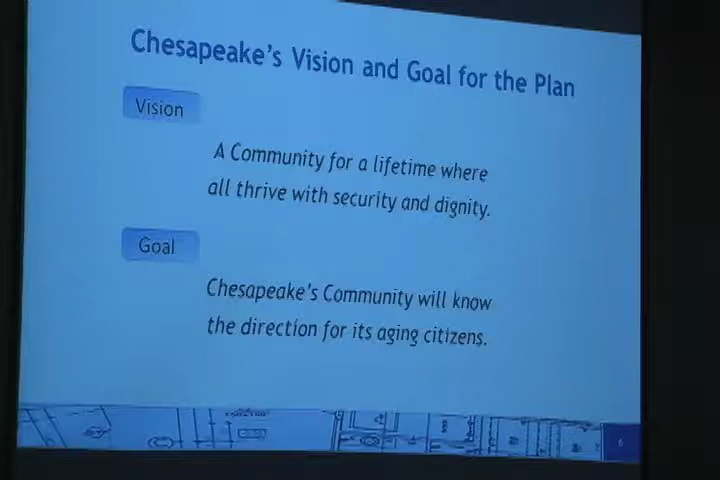 Chesapeake's Vision and Goal for the Plan
Vision
A Community for a lifetime where
all thrive with security and dignity.
Goal
Chesapeake's Community will know
the direction for its aging citizens.
6